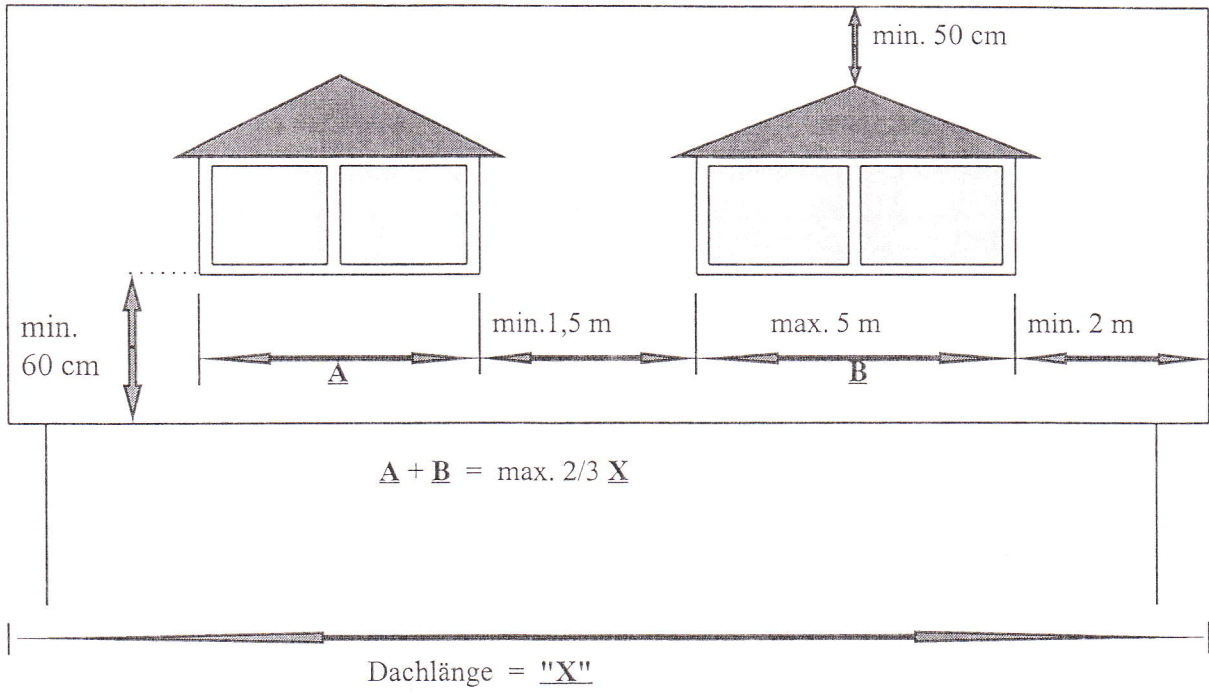 min. 50 cm
min.
60 cm
min.1,5 m
max. 5 m
min. 2 m
A
B
A + B = max. 2/3 X
Dachlänge = "X"